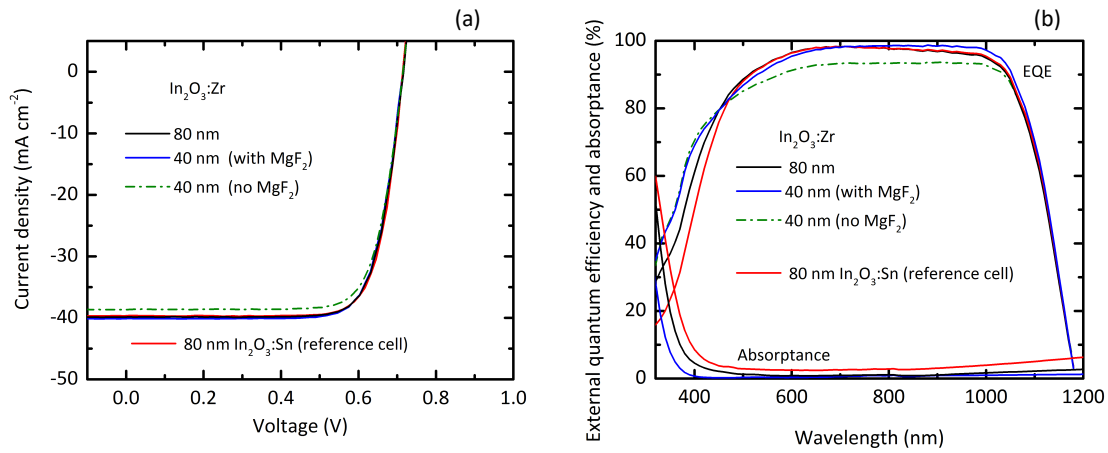 (a)
Current density (mA cm⁻²)
0
-10
-20
-30
-40
-50
In₂O₃:Zr
80 nm
40 nm (with MgF₂)
40 nm (no MgF₂)
80 nm In₂O₃:Sn (reference cell)
0.0 0.2 0.4 0.6 0.8 1.0
Voltage (V)
(b)
External quantum efficiency and absorptance (%)
100
80
60
40
20
0
EQE
In₂O₃:Zr
80 nm
40 nm (with MgF₂)
40 nm (no MgF₂)
80 nm In₂O₃:Sn (reference cell)
Absorptance
400 600 800 1000 1200
Wavelength (nm)